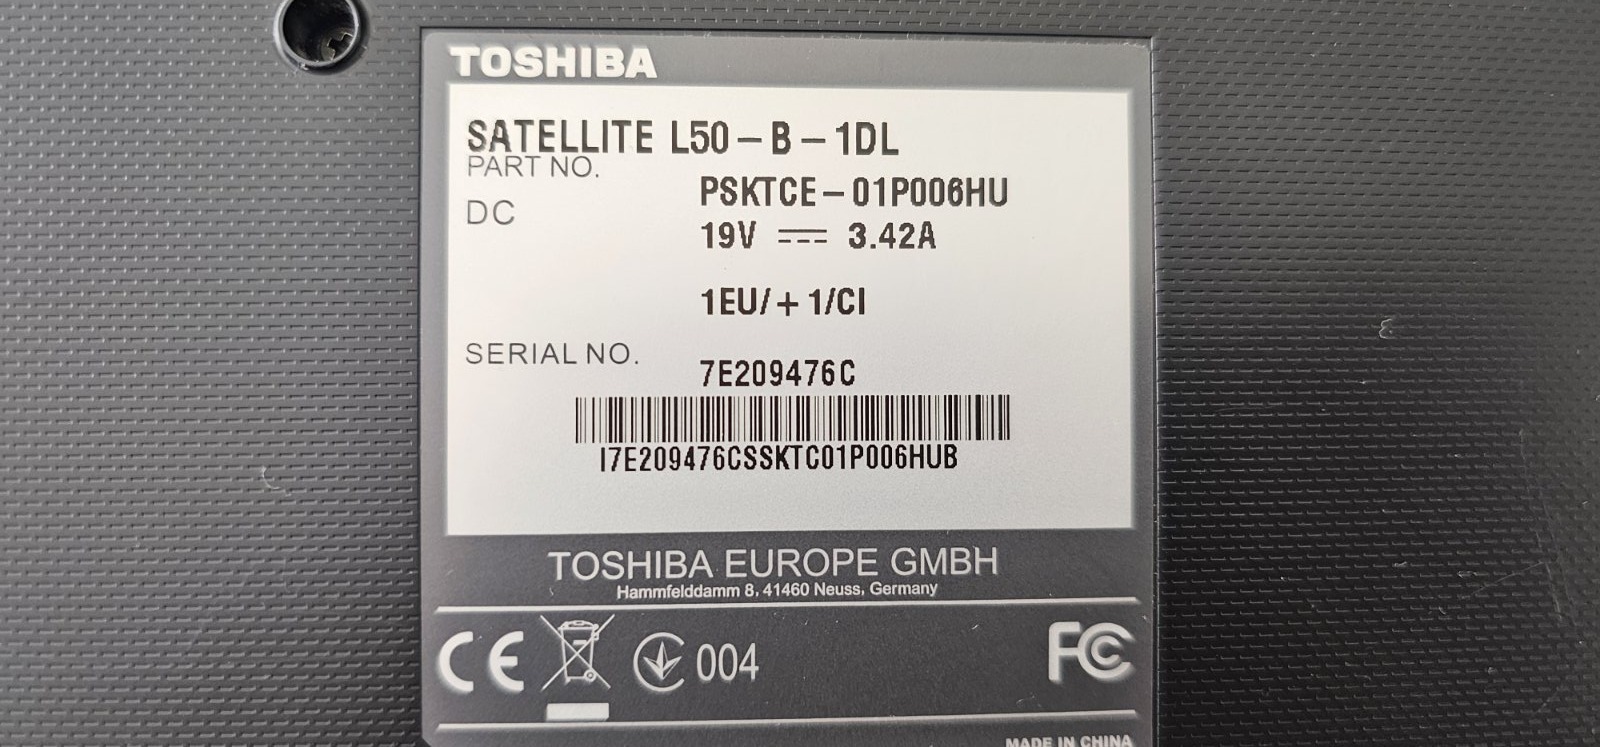 TOSHIBA
SATELLITE L50-B-1DL
PART NO.
PSKTCE-01P006HU
DC
19V ⎓ 3.42A
1EU/+1/CI
SERIAL NO.
7E209476C
I7E209476CSSKTC01P006HUB
TOSHIBA EUROPE GMBH
Hammfelddamm 8, 41460 Neuss, Germany
CE 004 FC
MADE IN CHINA